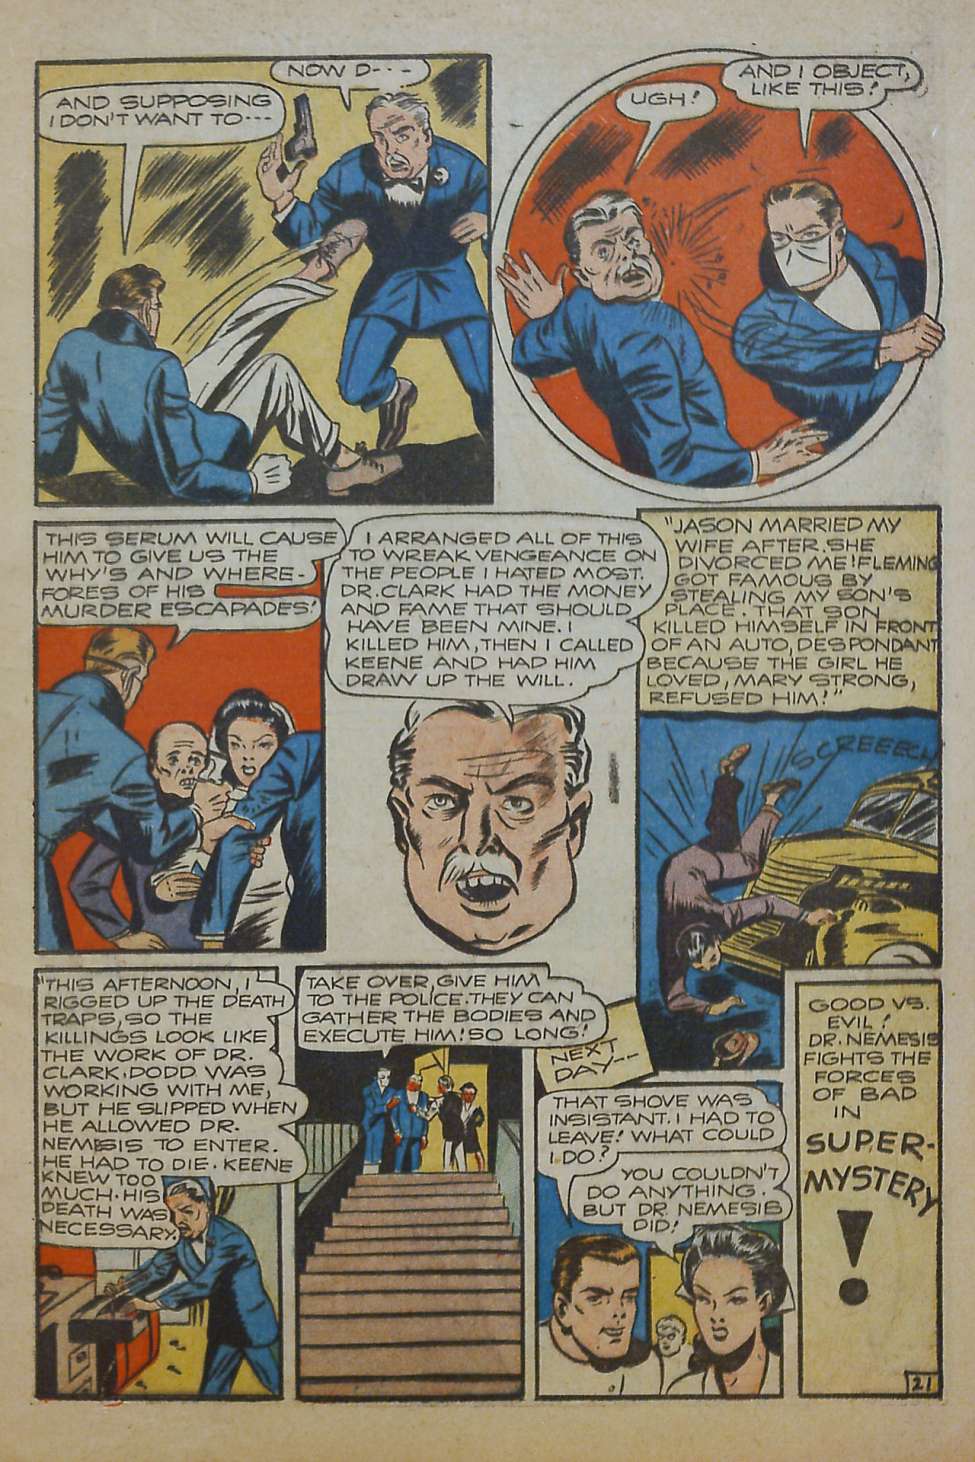 AND SUPPOSING
I DON'T WANT TO---
NOW D---
UGH!
AND I OBJECT,
LIKE THIS!
THIS SERUM WILL CAUSE
HIM TO GIVE US THE
WHY'S AND WHERE-
FORES OF HIS
MURDER ESCAPADES!
I ARRANGED ALL OF THIS
TO WREAK VENGEANCE ON
THE PEOPLE I HATED MOST.
DR. CLARK HAD THE MONEY
AND FAME THAT SHOULD
HAVE BEEN MINE. I
KILLED HIM, THEN I CALLED
KEENE AND HAD HIM
DRAW UP THE WILL.
"JASON MARRIED MY
WIFE AFTER SHE
DIVORCED ME! FLEMING
GOT FAMOUS BY
STEALING MY SON'S
PLACE. THAT SON
KILLED HIMSELF IN FRONT
OF AN AUTO, DESPONDANT
BECAUSE THE GIRL HE
LOVED, MARY STRONG,
REFUSED HIM!"
SCREEECH
"THIS AFTERNOON, I
RIGGED UP THE DEATH
TRAPS, SO THE
KILLINGS LOOK LIKE
THE WORK OF DR.
CLARK. DODD WAS
WORKING WITH ME,
BUT HE SLIPPED WHEN
HE ALLOWED DR.
NEMESIS TO ENTER.
HE HAD TO DIE. KEENE
KNEW TOO
MUCH. HIS
DEATH WAS
NECESSARY.
TAKE OVER, GIVE HIM
TO THE POLICE. THEY CAN
GATHER THE BODIES AND
EXECUTE HIM! SO LONG!
NEXT
DAY--
THAT SHOVE WAS
INSISTANT. I HAD TO
LEAVE! WHAT COULD
I DO?
YOU COULDN'T
DO ANYTHING.
BUT DR. NEMESIS
DID!
GOOD VS.
EVIL!
DR. NEMESIS
FIGHTS THE
FORCES
OF BAD
IN
SUPER-
MYSTERY
!
21